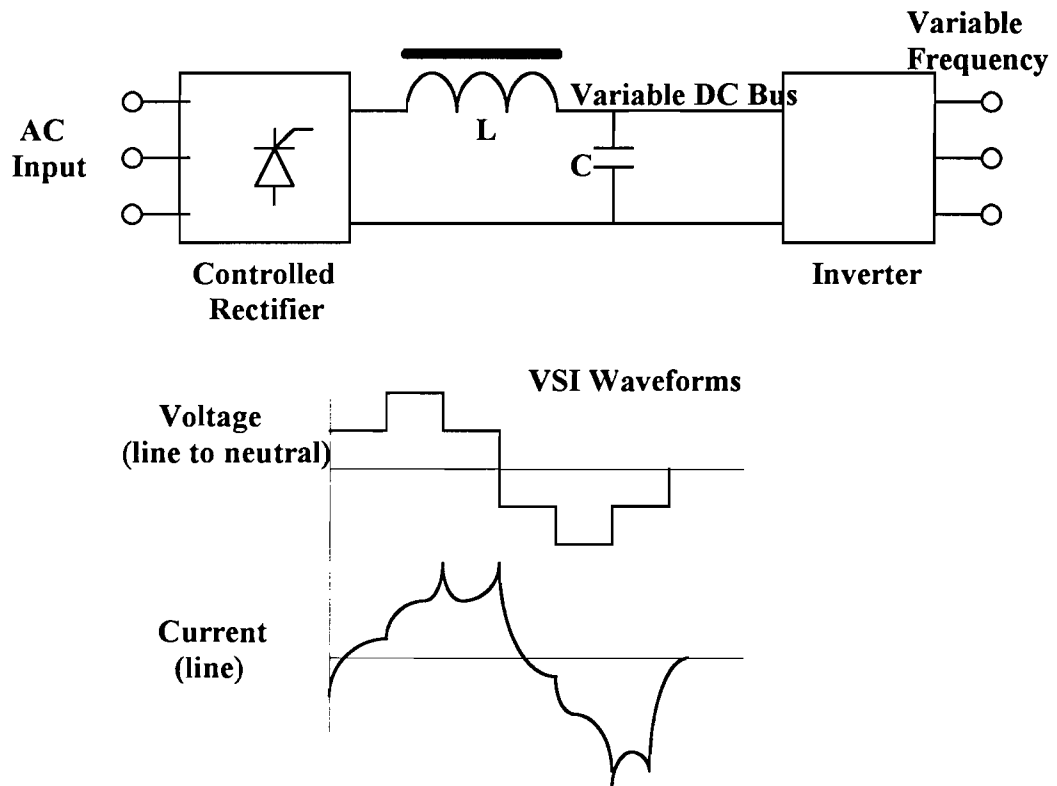 Variable
Frequency
AC
Input
L
Variable DC Bus
C
Controlled
Rectifier
Inverter
VSI Waveforms
Voltage
(line to neutral)
Current
(line)